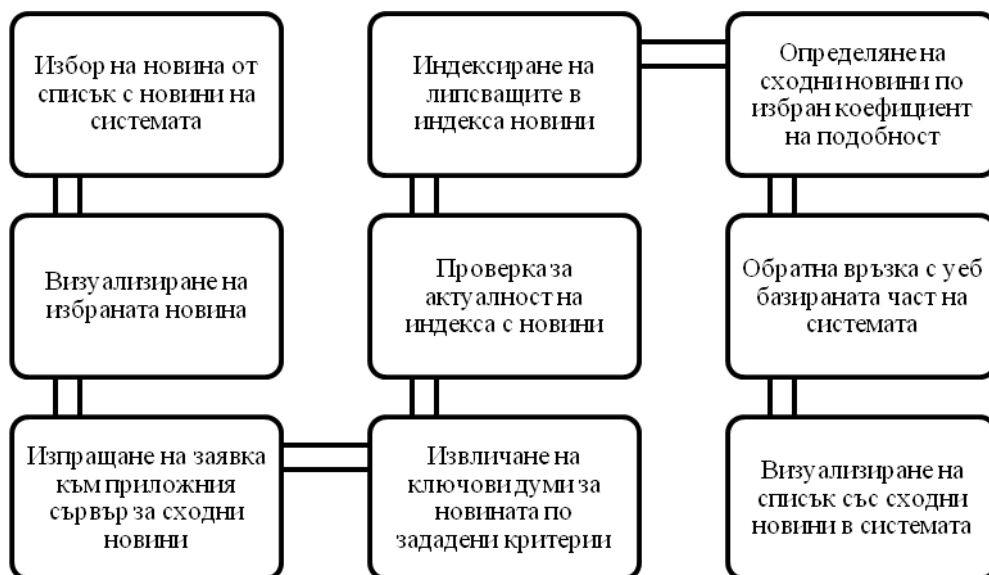 Избор на новина от
списък с новини на
системата
Визуализиране на
избраната новина
Изпращане на заявка
към приложния
сървър за сходни
новини
Извличане на
ключови думи за
новината по
зададени критерии
Проверка за
актуалност на
индекса с новини
Индексиране на
липсващите в
индекса новини
Определяне на
сходни новини по
избран коефициент
на подобност
Обратна връзка с уеб
базираната част на
системата
Визуализиране на
списък със сходни
новини в системата